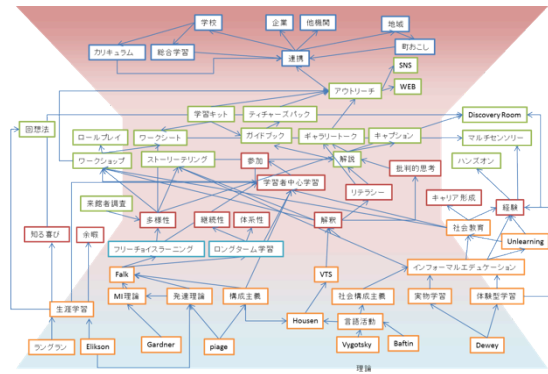 学校
企業
他機関
地域
カリキュラム
総合学習
連携
町おこし
SNS
アウトリーチ
WEB
学習キット
ティーチャーズパック
回想法
ロールプレイ
ワークシート
ガイドブック
ギャラリートーク
キャプション
Discovery Room
マルチセンソリー
ワークショップ
ストーリーテリング
参加
解説
批判的思考
ハンズオン
学習者中心学習
リテラシー
キャリア形成
来館者調査
多様性
継続性
体系性
解釈
経験
社会教育
知る喜び
余暇
フリーチョイスラーニング
ロングターム学習
Unlearning
Falk
VTS
インフォーマルエデュケーション
MI理論
発達理論
構成主義
社会構成主義
実物学習
体験型学習
生涯学習
Housen
言語活動
ラングラン
Elikson
Gardner
piage
Vygotsky
Baftin
Dewey
理論